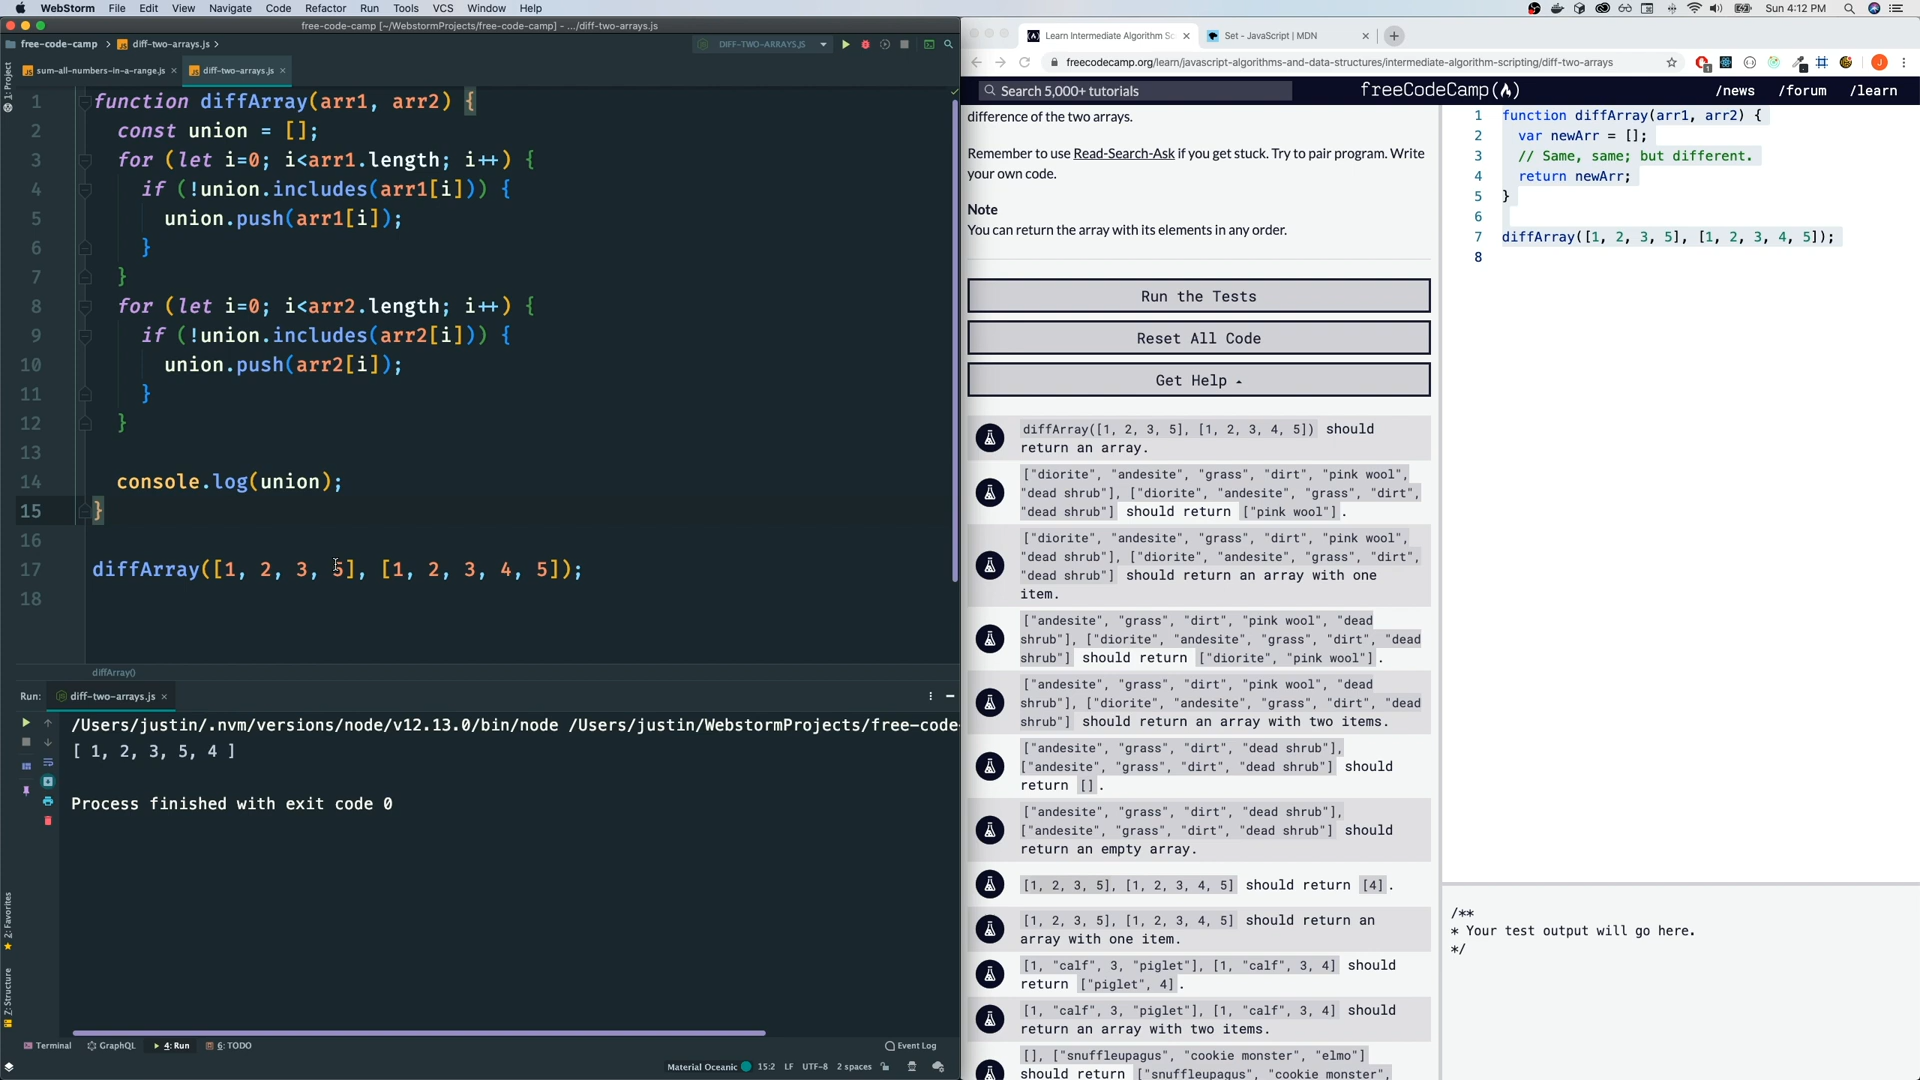 WebStorm File Edit View Navigate Code Refactor Run Tools VCS Window Help
Sun 4:12 PM
free-code-camp [~/WebstormProjects/free-code-camp] - .../diff-two-arrays.js
free-code-camp > diff-two-arrays.js >
DIFF-TWO-ARRAYS.JS
sum-all-numbers-in-a-range.js × diff-two-arrays.js ×
1: Project
1 function diffArray(arr1, arr2) {
2 const union = [];
3 for (let i=0; i<arr1.length; i++) {
4 if (!union.includes(arr1[i])) {
5 union.push(arr1[i]);
6 }
7 }
8 for (let i=0; i<arr2.length; i++) {
9 if (!union.includes(arr2[i])) {
10 union.push(arr2[i]);
11 }
12 }
13
14 console.log(union);
15 }
16
17 diffArray([1, 2, 3, 5], [1, 2, 3, 4, 5]);
18
diffArray()
Run: diff-two-arrays.js ×
/Users/justin/.nvm/versions/node/v12.13.0/bin/node /Users/justin/WebstormProjects/free-code-
[ 1, 2, 3, 5, 4 ]
Process finished with exit code 0
2: Favorites
Z: Structure
Terminal GraphQL 4: Run 6: TODO
Event Log
Material Oceanic 15:2 LF UTF-8 2 spaces
Learn Intermediate Algorithm Sc × Set - JavaScript | MDN × +
freecodecamp.org/learn/javascript-algorithms-and-data-structures/intermediate-algorithm-scripting/diff-two-arrays
J
Search 5,000+ tutorials
freeCodeCamp
/news /forum /learn
difference of the two arrays.
Remember to use Read-Search-Ask if you get stuck. Try to pair program. Write
your own code.
Note
You can return the array with its elements in any order.
Run the Tests
Reset All Code
Get Help
diffArray([1, 2, 3, 5], [1, 2, 3, 4, 5]) should
return an array.
["diorite", "andesite", "grass", "dirt", "pink wool",
"dead shrub"], ["diorite", "andesite", "grass", "dirt",
"dead shrub"] should return ["pink wool"].
["diorite", "andesite", "grass", "dirt", "pink wool",
"dead shrub"], ["diorite", "andesite", "grass", "dirt",
"dead shrub"] should return an array with one
item.
["andesite", "grass", "dirt", "pink wool", "dead
shrub"], ["diorite", "andesite", "grass", "dirt", "dead
shrub"] should return ["diorite", "pink wool"].
["andesite", "grass", "dirt", "pink wool", "dead
shrub"], ["diorite", "andesite", "grass", "dirt", "dead
shrub"] should return an array with two items.
["andesite", "grass", "dirt", "dead shrub"],
["andesite", "grass", "dirt", "dead shrub"] should
return [].
["andesite", "grass", "dirt", "dead shrub"],
["andesite", "grass", "dirt", "dead shrub"] should
return an empty array.
[1, 2, 3, 5], [1, 2, 3, 4, 5] should return [4].
[1, 2, 3, 5], [1, 2, 3, 4, 5] should return an
array with one item.
[1, "calf", 3, "piglet"], [1, "calf", 3, 4] should
return ["piglet", 4].
[1, "calf", 3, "piglet"], [1, "calf", 3, 4] should
return an array with two items.
[], ["snuffleupagus", "cookie monster", "elmo"]
should return ["snuffleupagus", "cookie monster",
1 function diffArray(arr1, arr2) {
2 var newArr = [];
3 // Same, same; but different.
4 return newArr;
5 }
6
7 diffArray([1, 2, 3, 5], [1, 2, 3, 4, 5]);
8
/**
* Your test output will go here.
*/